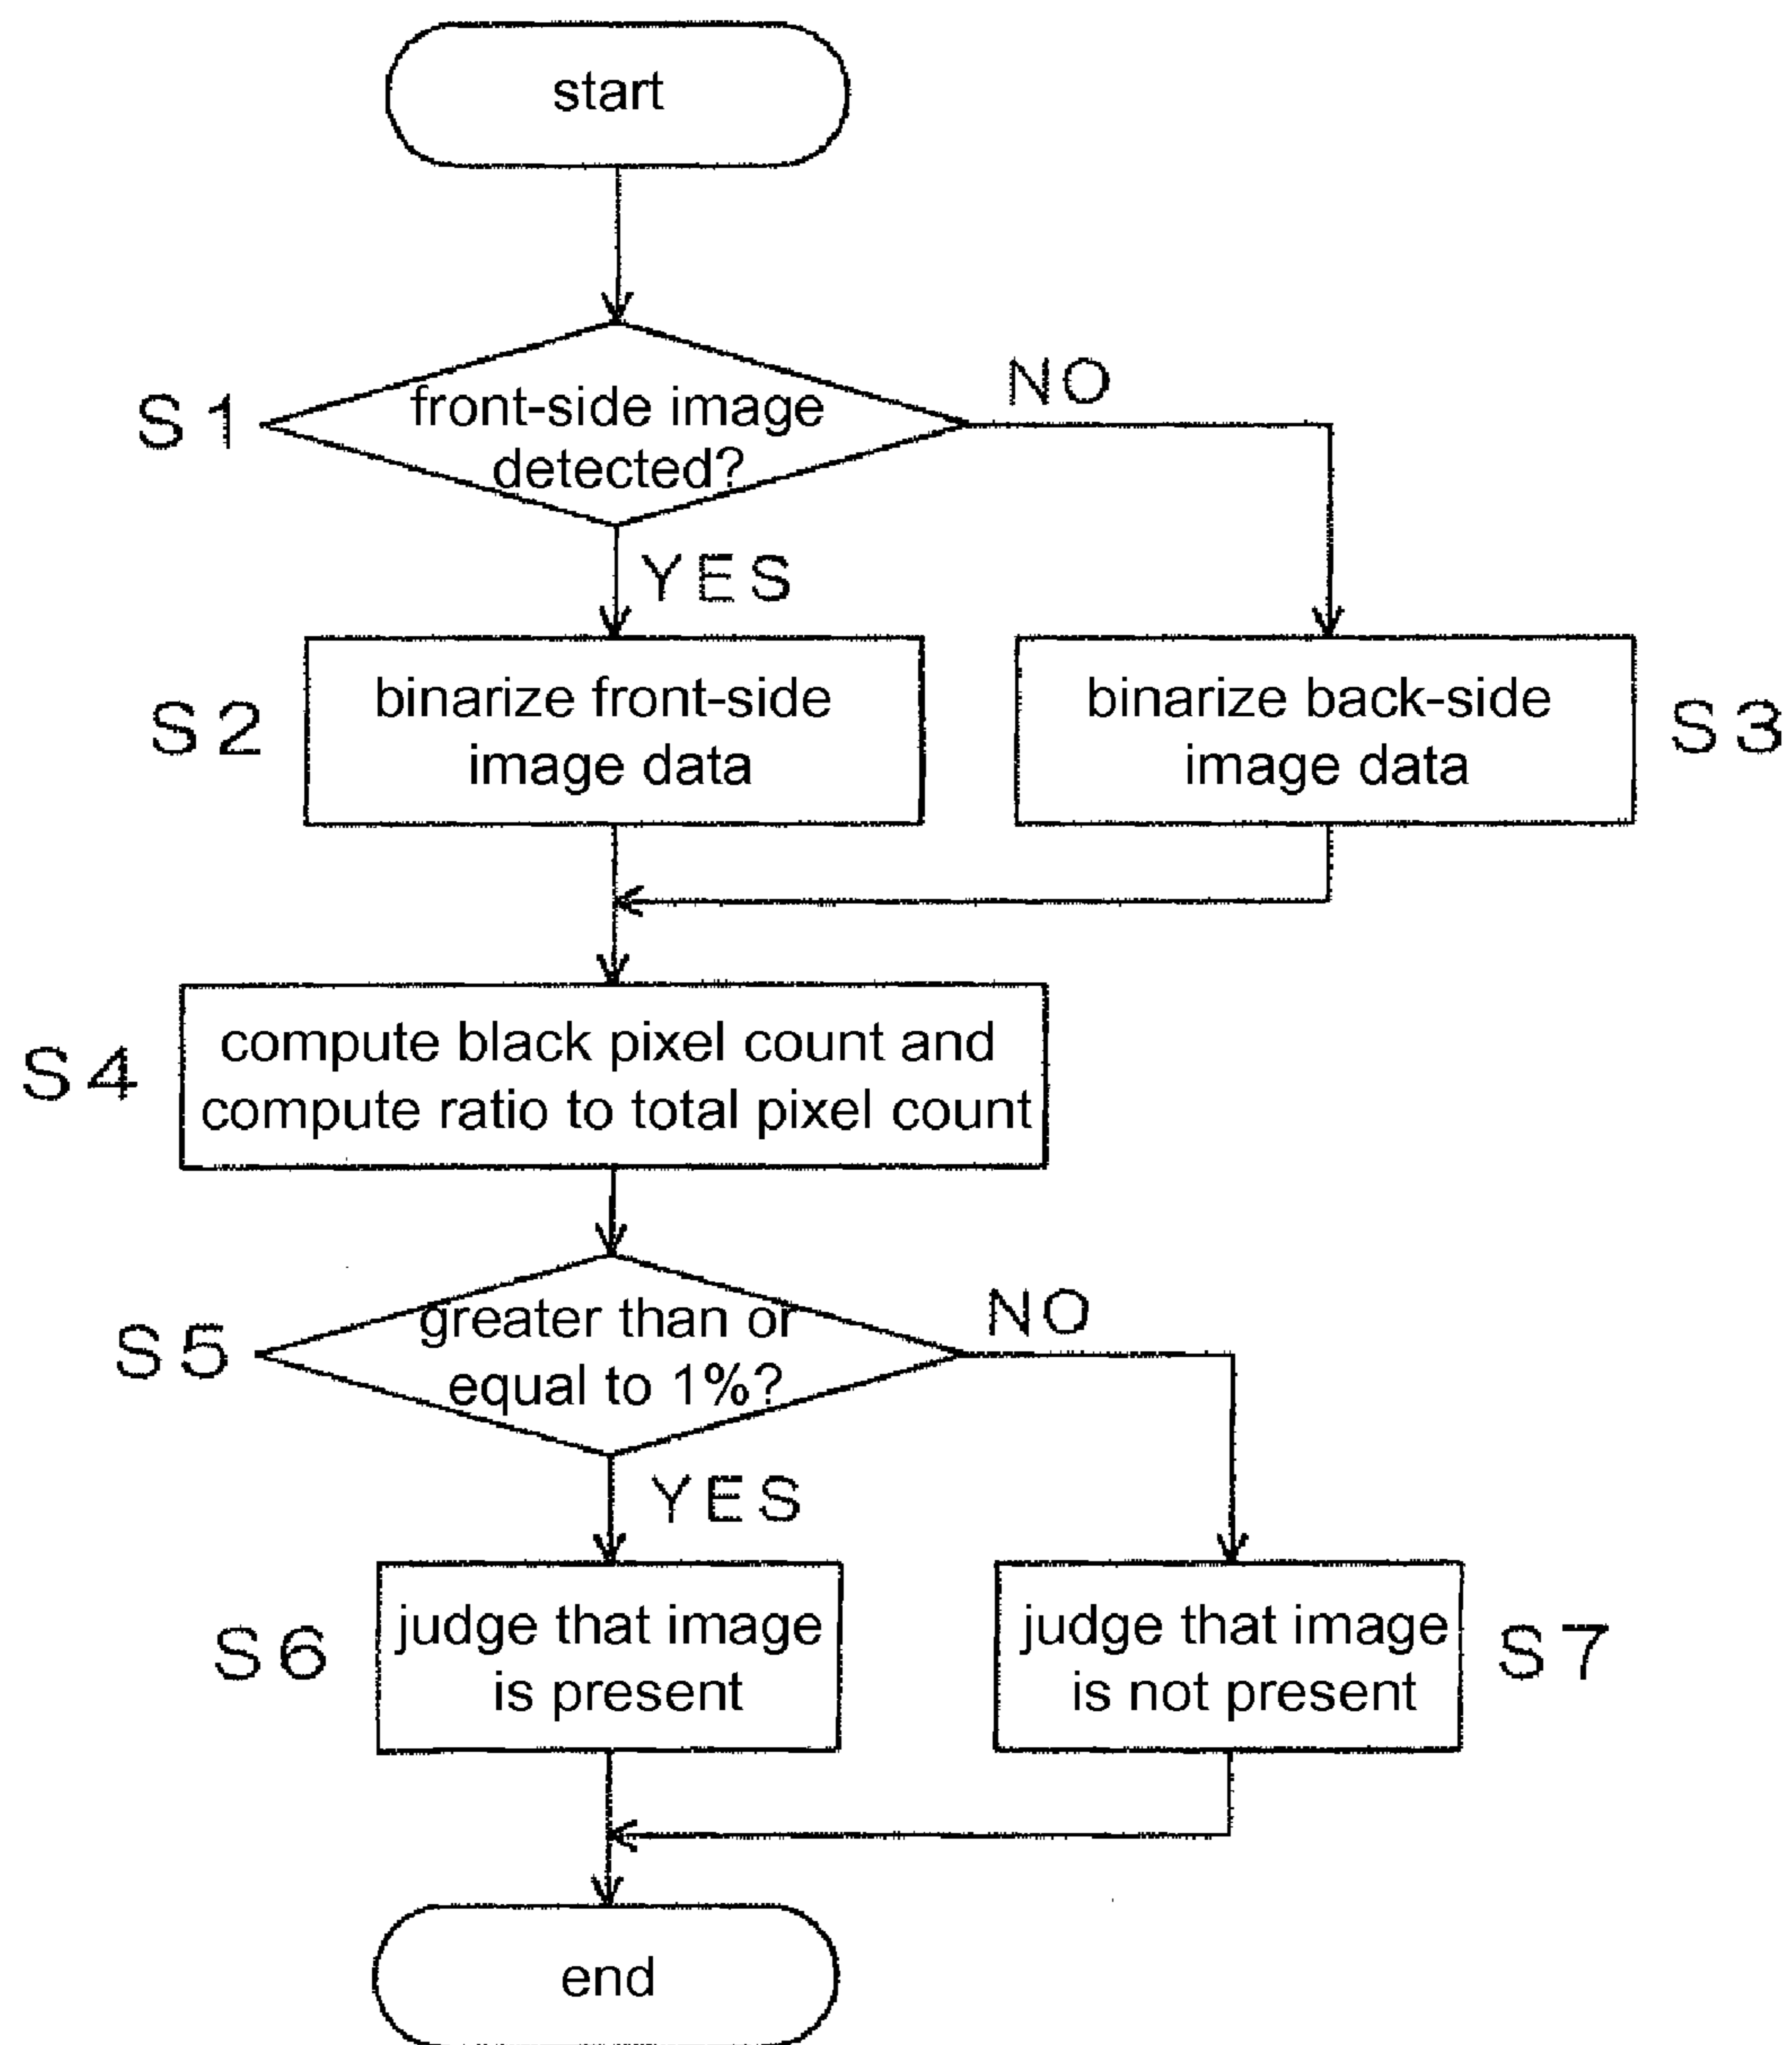 start
S1
front-side image
detected?
NO
YES
S2
binarize front-side
image data
binarize back-side
image data
S3
S4
compute black pixel count and
compute ratio to total pixel count
S5
greater than or
equal to 1%?
NO
YES
S6
judge that image
is present
judge that image
is not present
S7
end